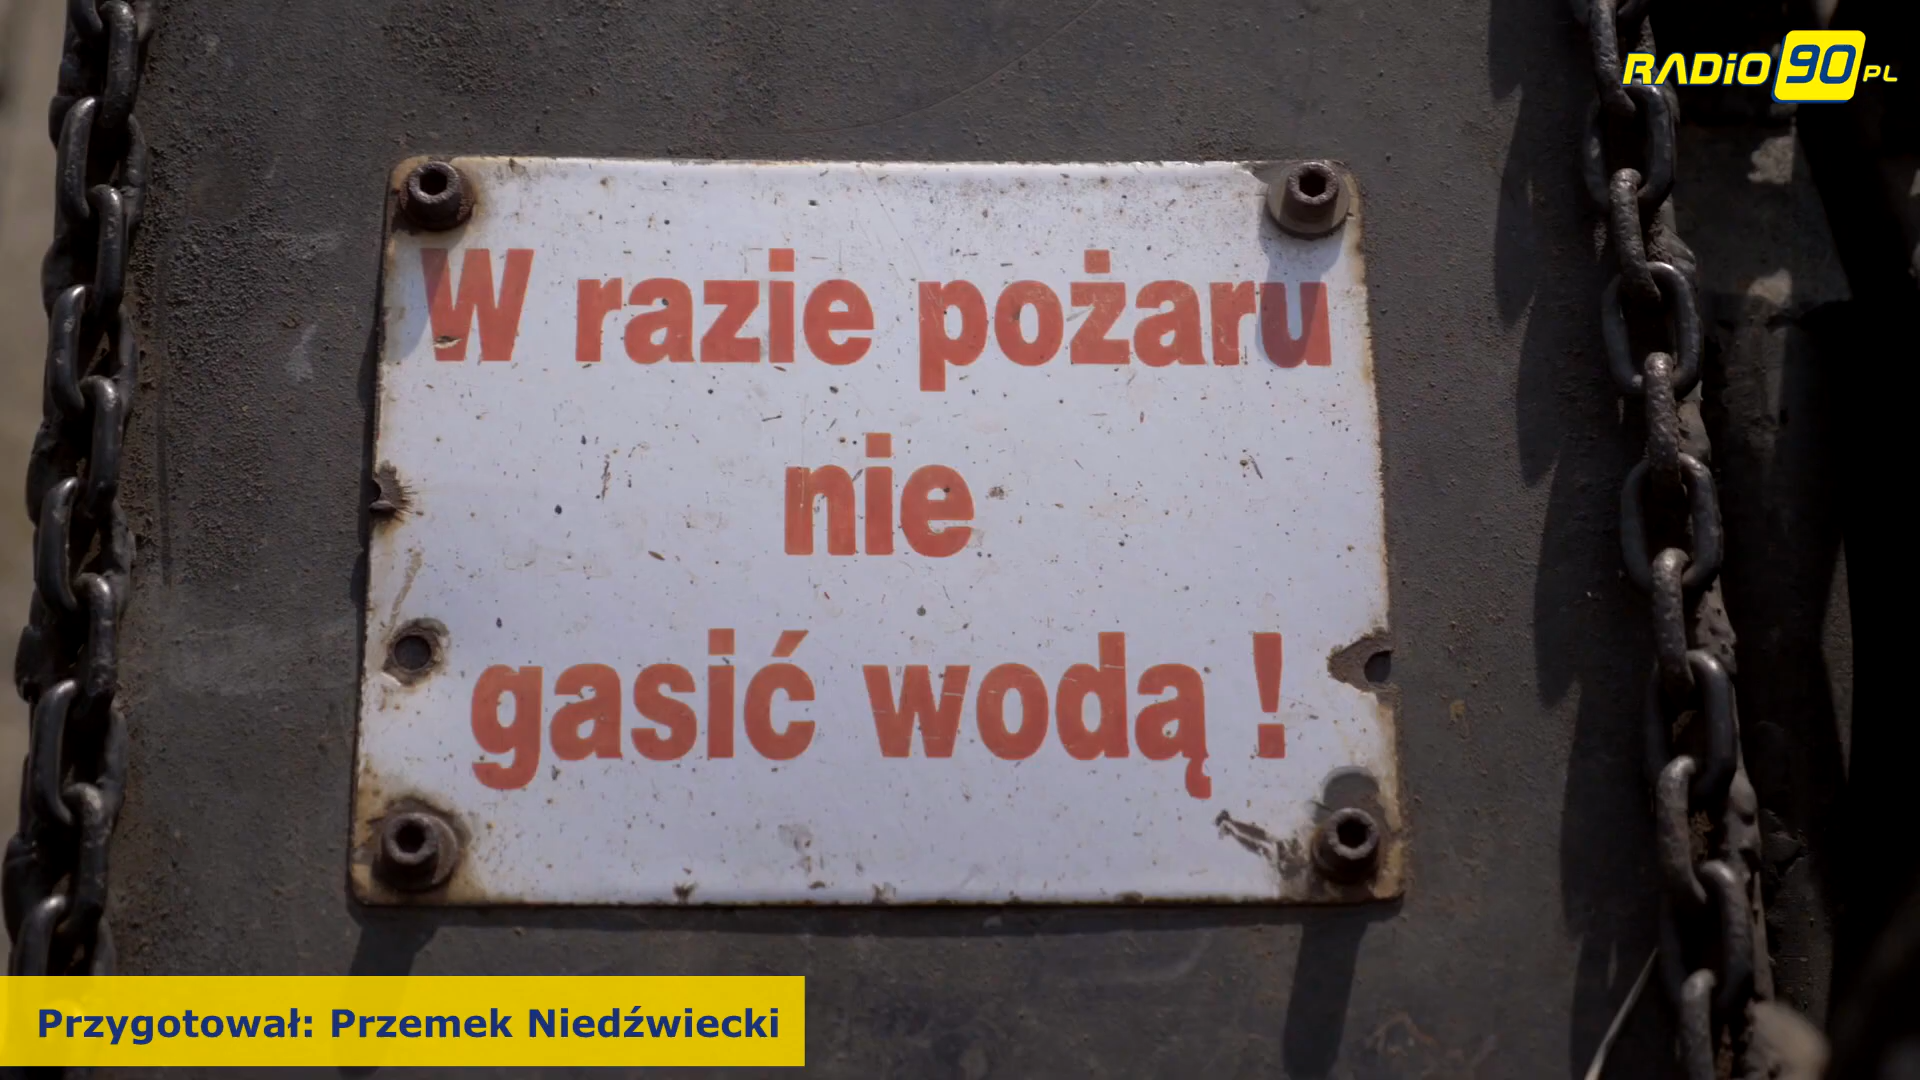 RADiO 90 PL
W razie pożaru
nie
gasić wodą !
Przygotował: Przemek Niedźwiecki